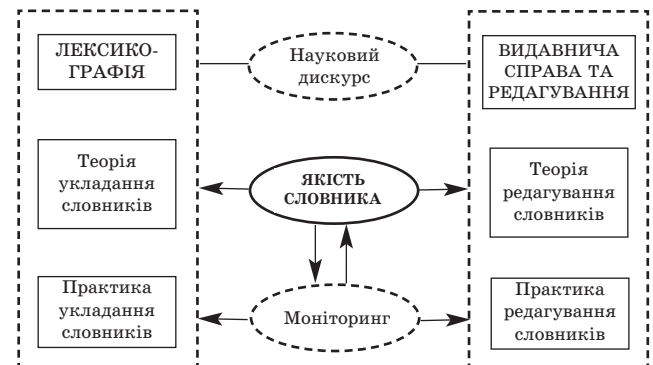 ЛЕКСИКО-
ГРАФІЯ
Науковий
дискурс
ВИДАВНИЧА
СПРАВА ТА
РЕДАГУВАННЯ
Теорія
укладання
словників
ЯКІСТЬ
СЛОВНИКА
Теорія
редагування
словників
Практика
укладання
словників
Моніторинг
Практика
редагування
словників